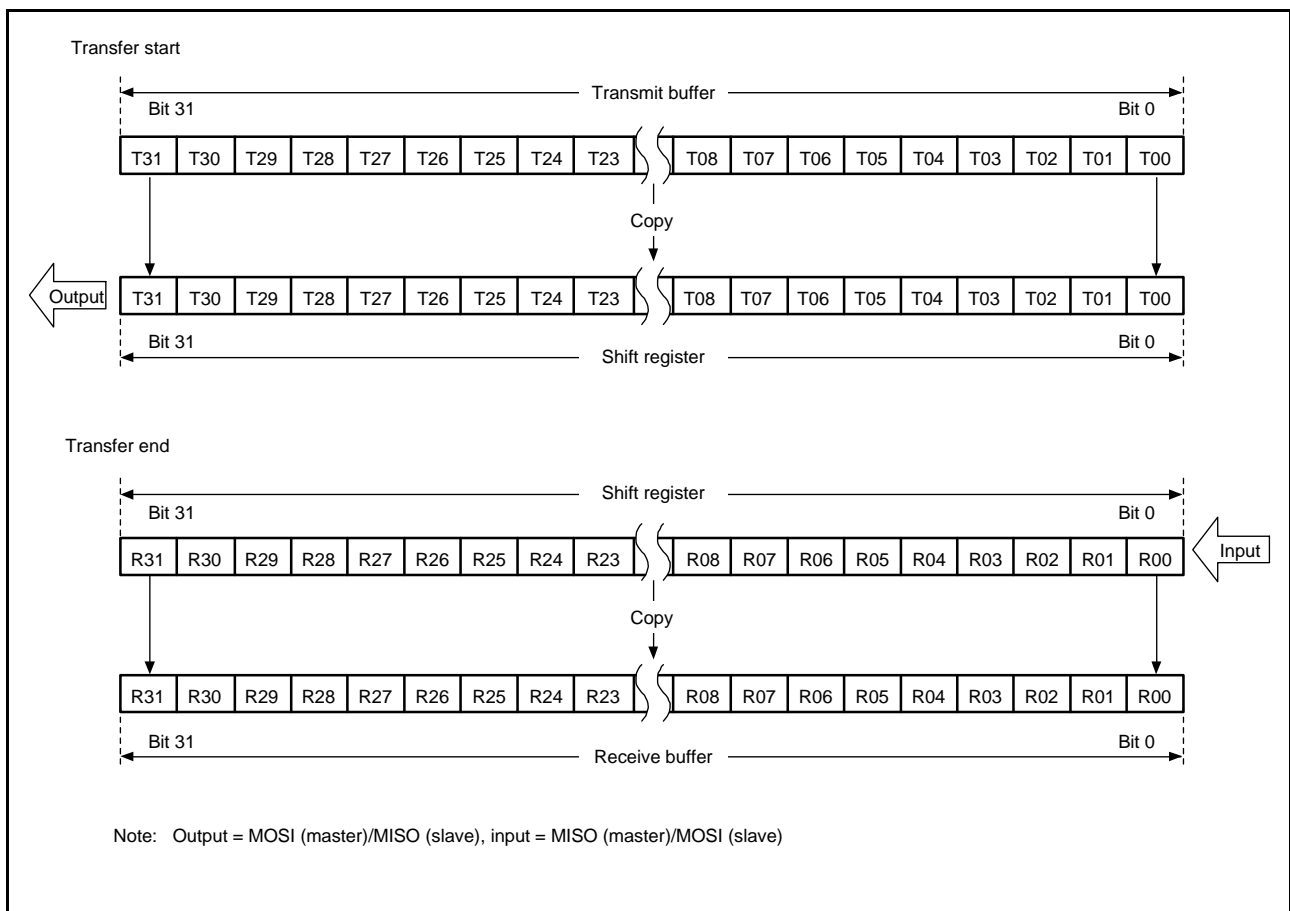 Transfer start
Transmit buffer
Bit 31 Bit 0
T31 T30 T29 T28 T27 T26 T25 T24 T23 T08 T07 T06 T05 T04 T03 T02 T01 T00
Copy
Output T31 T30 T29 T28 T27 T26 T25 T24 T23 T08 T07 T06 T05 T04 T03 T02 T01 T00
Bit 31 Bit 0
Shift register
Transfer end
Shift register
Bit 31 Bit 0
R31 R30 R29 R28 R27 R26 R25 R24 R23 R08 R07 R06 R05 R04 R03 R02 R01 R00 Input
Copy
R31 R30 R29 R28 R27 R26 R25 R24 R23 R08 R07 R06 R05 R04 R03 R02 R01 R00
Bit 31 Bit 0
Receive buffer
Note: Output = MOSI (master)/MISO (slave), input = MISO (master)/MOSI (slave)